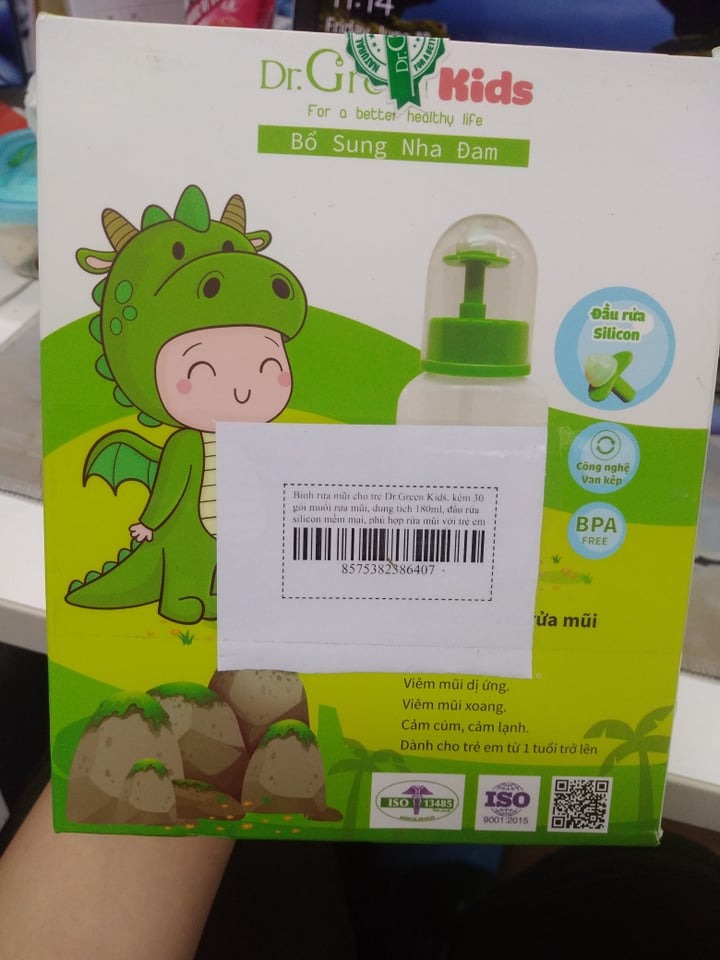 11:14
Friday,
Dr.Gre Kids
For a better healthy life
Bổ Sung Nha Đam
Đầu rửa
Silicon
Công nghệ
Van kép
BPA
FREE
Bình rửa mũi cho trẻ Dr.Green Kids, kèm 30
gói muối rửa mũi, dung tích 180ml, đầu rửa
silicon mềm mại, phù hợp rửa mũi với trẻ em
8575382386407
rửa mũi
Viêm mũi dị ứng.
Viêm mũi xoang.
Cảm cúm, cảm lạnh.
Dành cho trẻ em từ 1 tuổi trở lên
ISO 13485
ISO
9001:2015